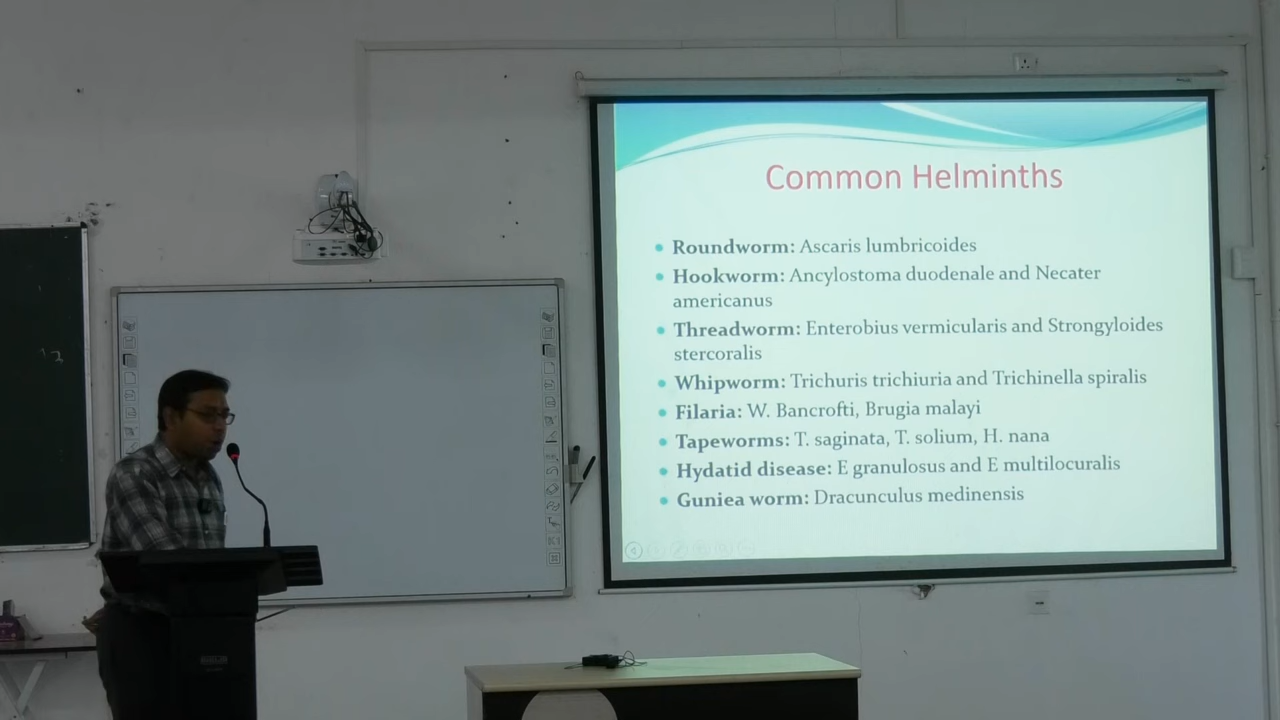 Common Helminths
Roundworm: Ascaris lumbricoides
Hookworm: Ancylostoma duodenale and Necater
americanus
Threadworm: Enterobius vermicularis and Strongyloides
stercoralis
Whipworm: Trichuris trichiuria and Trichinella spiralis
Filaria: W. Bancrofti, Brugia malayi
Tapeworms: T. saginata, T. solium, H. nana
Hydatid disease: E granulosus and E multilocuralis
Guniea worm: Dracunculus medinensis